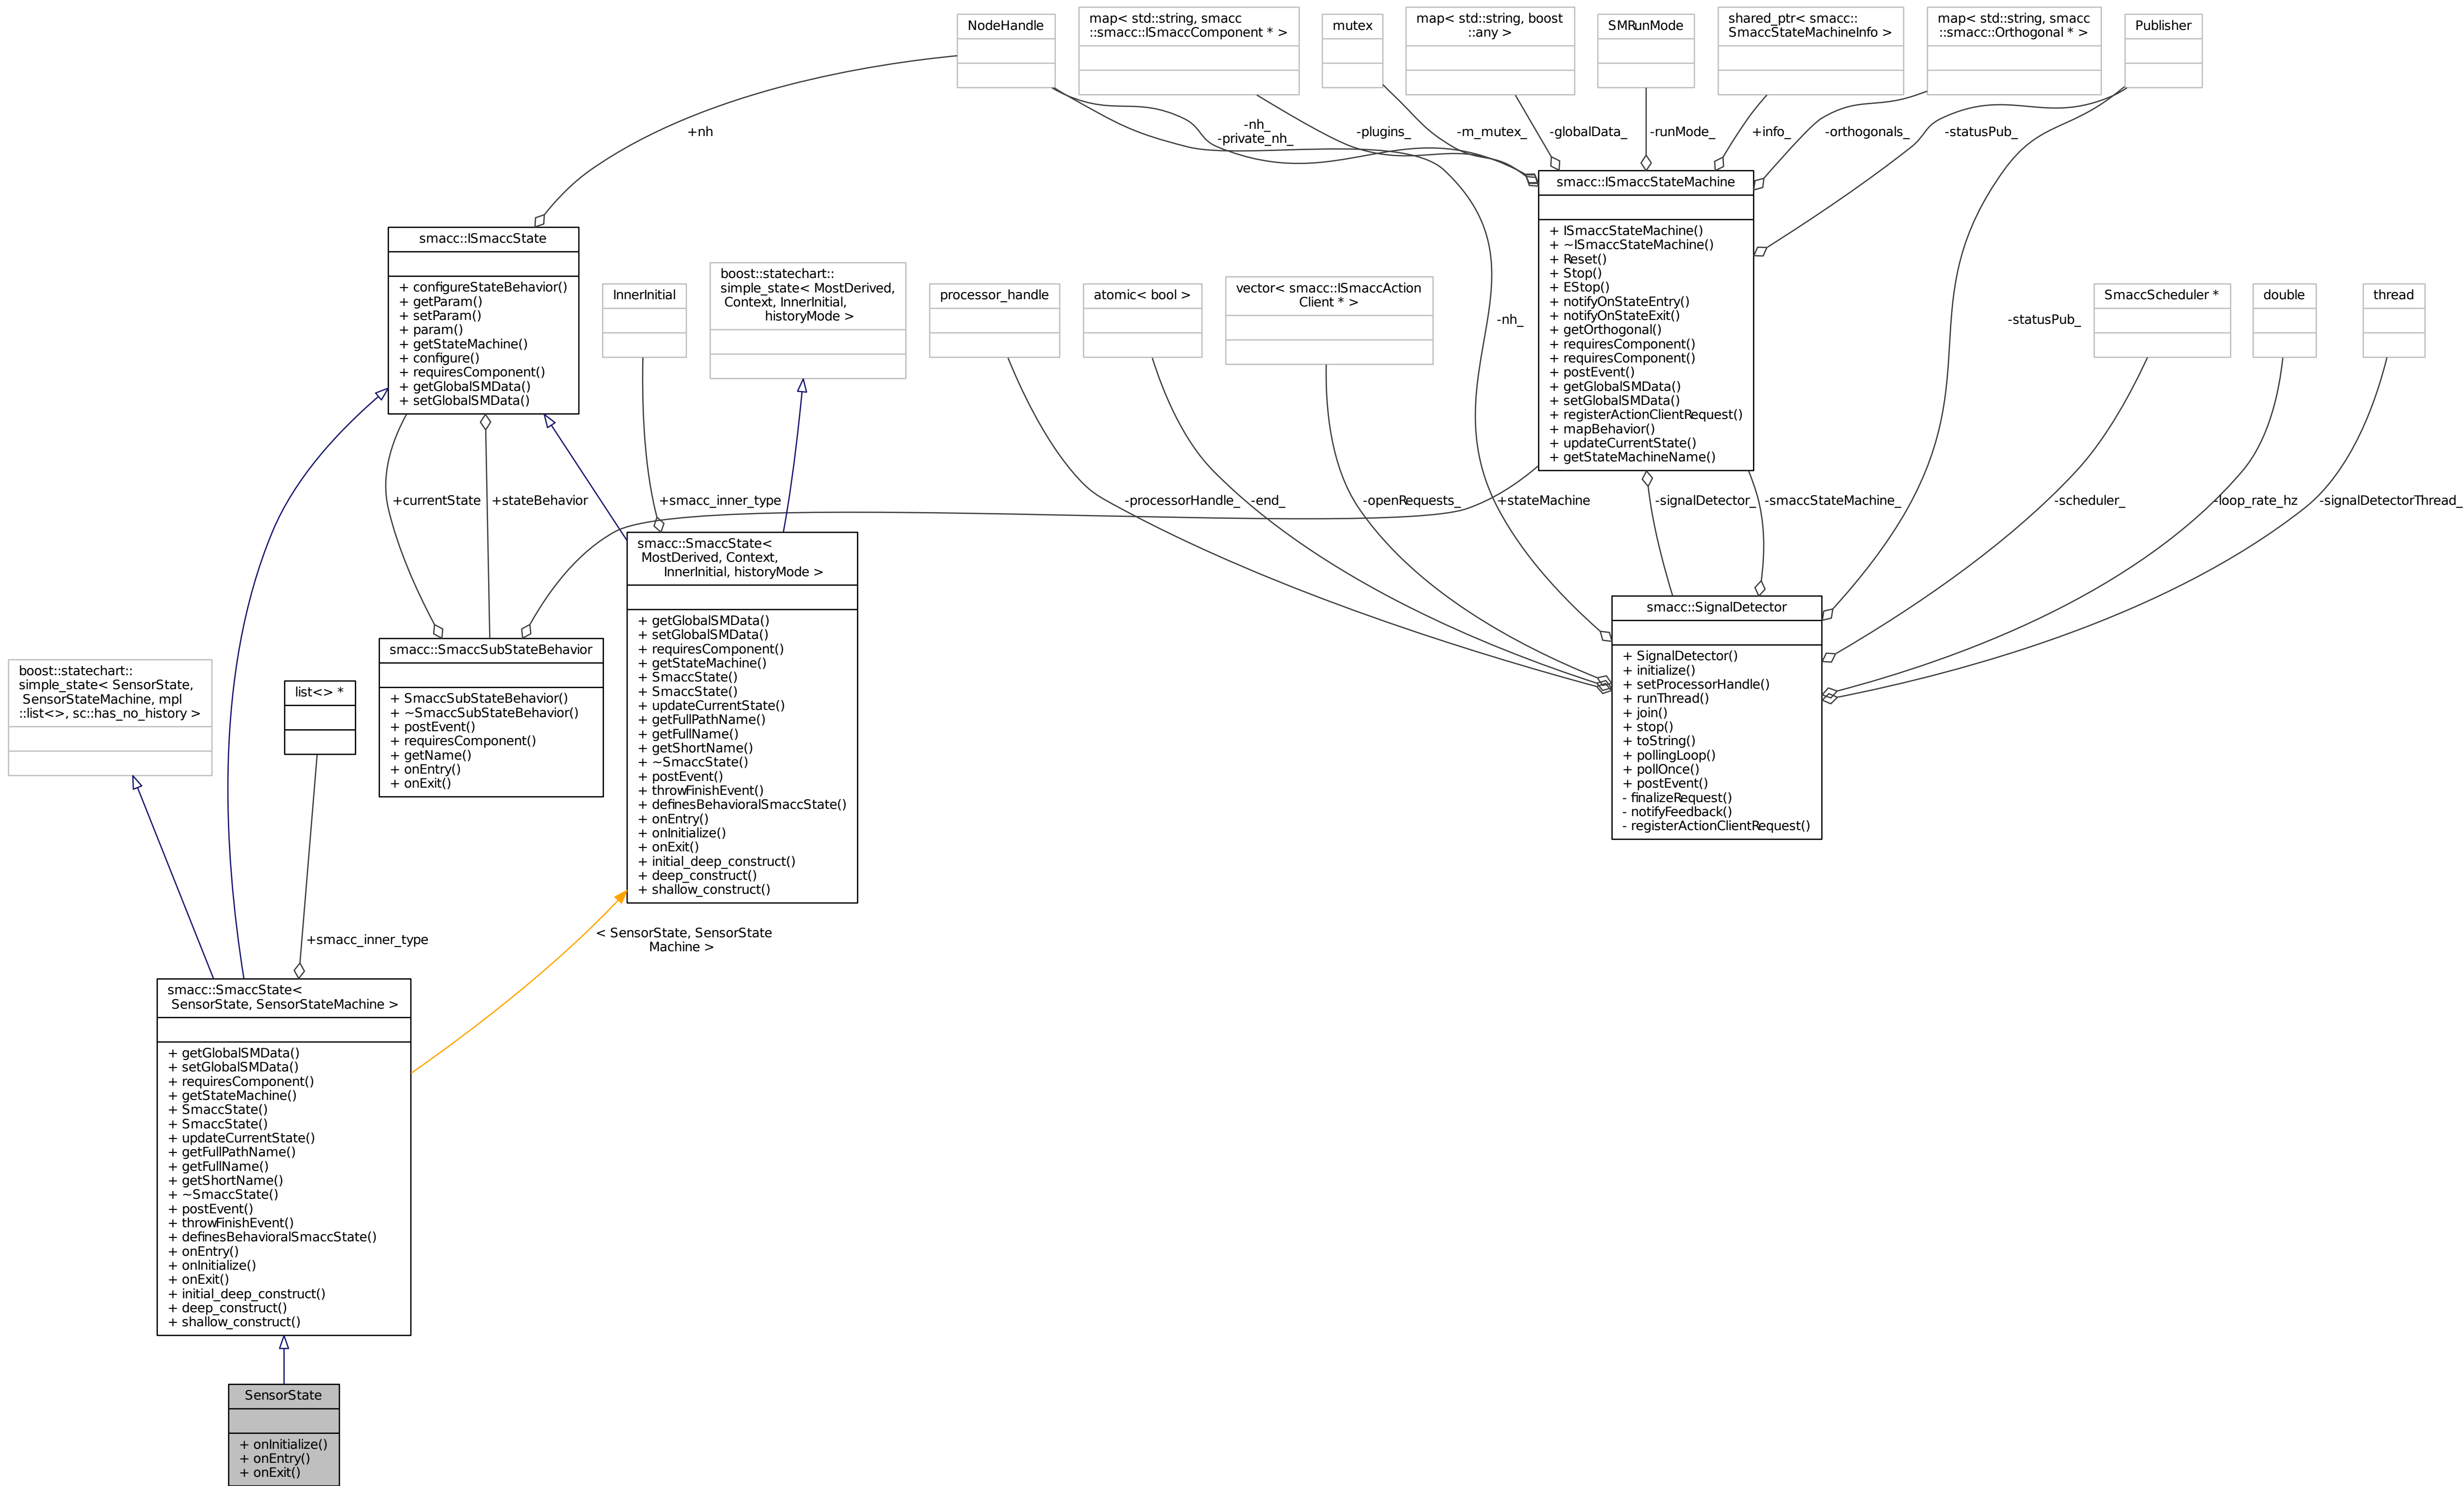 NodeHandle
map< std::string, smacc
::smacc::ISmaccComponent * >
mutex
map< std::string, boost
::any >
SMRunMode
shared_ptr< smacc::
SmaccStateMachineInfo >
map< std::string, smacc
::smacc::Orthogonal * >
Publisher
+nh
-nh_
-private_nh_
-plugins_
-m_mutex_
-globalData_
-runMode_
+info_
-orthogonals_
-statusPub_
smacc::ISmaccStateMachine
+ ISmaccStateMachine()
+ ~ISmaccStateMachine()
+ Reset()
+ Stop()
+ EStop()
+ notifyOnStateEntry()
+ notifyOnStateExit()
+ getOrthogonal()
+ requiresComponent()
+ requiresComponent()
+ postEvent()
+ getGlobalSMData()
+ setGlobalSMData()
+ registerActionClientRequest()
+ mapBehavior()
+ updateCurrentState()
+ getStateMachineName()
smacc::ISmaccState
+ configureStateBehavior()
+ getParam()
+ setParam()
+ param()
+ getStateMachine()
+ configure()
+ requiresComponent()
+ getGlobalSMData()
+ setGlobalSMData()
InnerInitial
boost::statechart::
simple_state< MostDerived,
Context, InnerInitial,
historyMode >
processor_handle
atomic< bool >
vector< smacc::ISmaccAction
Client * >
-nh_
-statusPub_
SmaccScheduler *
double
thread
+currentState
+stateBehavior
+smacc_inner_type
-processorHandle_
-end_
-openRequests_
+stateMachine
-signalDetector_
-smaccStateMachine_
-scheduler_
-loop_rate_hz
-signalDetectorThread_
smacc::SmaccState<
MostDerived, Context,
InnerInitial, historyMode >
+ getGlobalSMData()
+ setGlobalSMData()
+ requiresComponent()
+ getStateMachine()
+ SmaccState()
+ SmaccState()
+ updateCurrentState()
+ getFullPathName()
+ getFullName()
+ getShortName()
+ ~SmaccState()
+ postEvent()
+ throwFinishEvent()
+ definesBehavioralSmaccState()
+ onEntry()
+ onInitialize()
+ onExit()
+ initial_deep_construct()
+ deep_construct()
+ shallow_construct()
smacc::SignalDetector
+ SignalDetector()
+ initialize()
+ setProcessorHandle()
+ runThread()
+ join()
+ stop()
+ toString()
+ pollingLoop()
+ pollOnce()
+ postEvent()
- finalizeRequest()
- notifyFeedback()
- registerActionClientRequest()
smacc::SmaccSubStateBehavior
+ SmaccSubStateBehavior()
+ ~SmaccSubStateBehavior()
+ postEvent()
+ requiresComponent()
+ getName()
+ onEntry()
+ onExit()
boost::statechart::
simple_state< SensorState,
SensorStateMachine, mpl
::list<>, sc::has_no_history >
list<> *
+smacc_inner_type
< SensorState, SensorState
Machine >
smacc::SmaccState<
SensorState, SensorStateMachine >
+ getGlobalSMData()
+ setGlobalSMData()
+ requiresComponent()
+ getStateMachine()
+ SmaccState()
+ SmaccState()
+ updateCurrentState()
+ getFullPathName()
+ getFullName()
+ getShortName()
+ ~SmaccState()
+ postEvent()
+ throwFinishEvent()
+ definesBehavioralSmaccState()
+ onEntry()
+ onInitialize()
+ onExit()
+ initial_deep_construct()
+ deep_construct()
+ shallow_construct()
SensorState
+ onInitialize()
+ onEntry()
+ onExit()